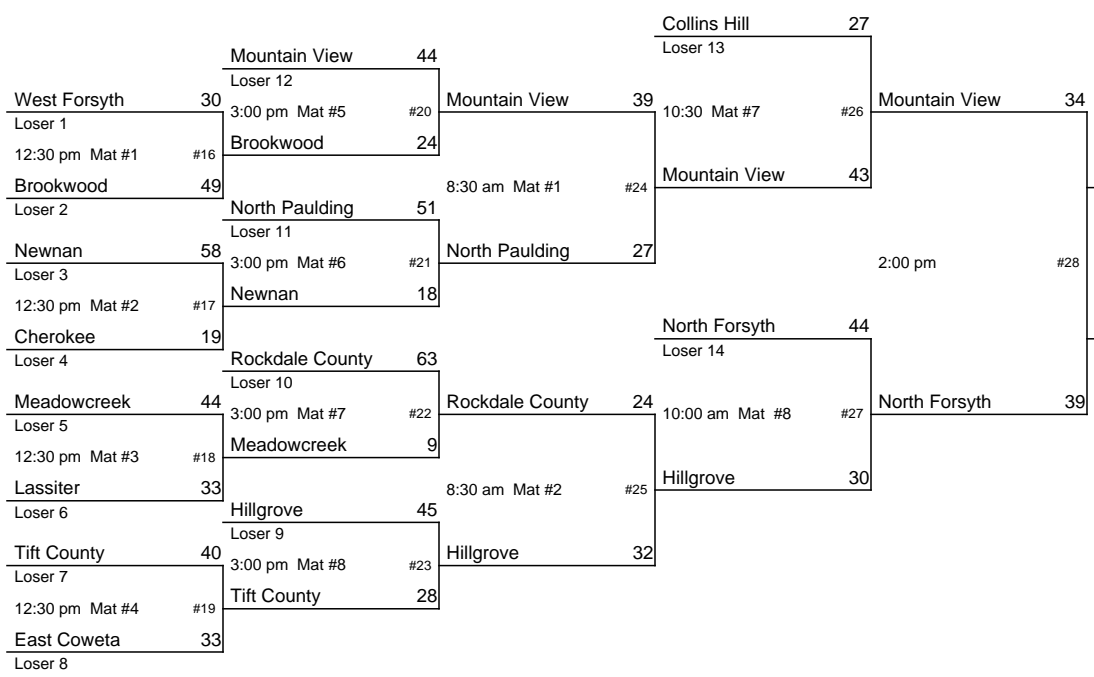 Collins Hill 27
Loser 13
Mountain View 44
Loser 12
West Forsyth 30
3:00 pm Mat #5 #20
Mountain View 39
10:30 Mat #7 #26
Mountain View 34
Loser 1
Brookwood 24
12:30 pm Mat #1 #16
Mountain View 43
Brookwood 49
8:30 am Mat #1 #24
Loser 2
North Paulding 51
Loser 11
Newnan 58
3:00 pm Mat #6 #21
North Paulding 27
2:00 pm #28
Loser 3
Newnan 18
12:30 pm Mat #2 #17
North Forsyth 44
Cherokee 19
Loser 14
Loser 4
Rockdale County 63
Loser 10
Meadowcreek 44
3:00 pm Mat #7 #22
Rockdale County 24
10:00 am Mat #8 #27
North Forsyth 39
Loser 5
Meadowcreek 9
12:30 pm Mat #3 #18
Hillgrove 30
Lassiter 33
8:30 am Mat #2 #25
Loser 6
Hillgrove 45
Loser 9
Tift County 40
3:00 pm Mat #8 #23
Hillgrove 32
Loser 7
Tift County 28
12:30 pm Mat #4 #19
East Coweta 33
Loser 8